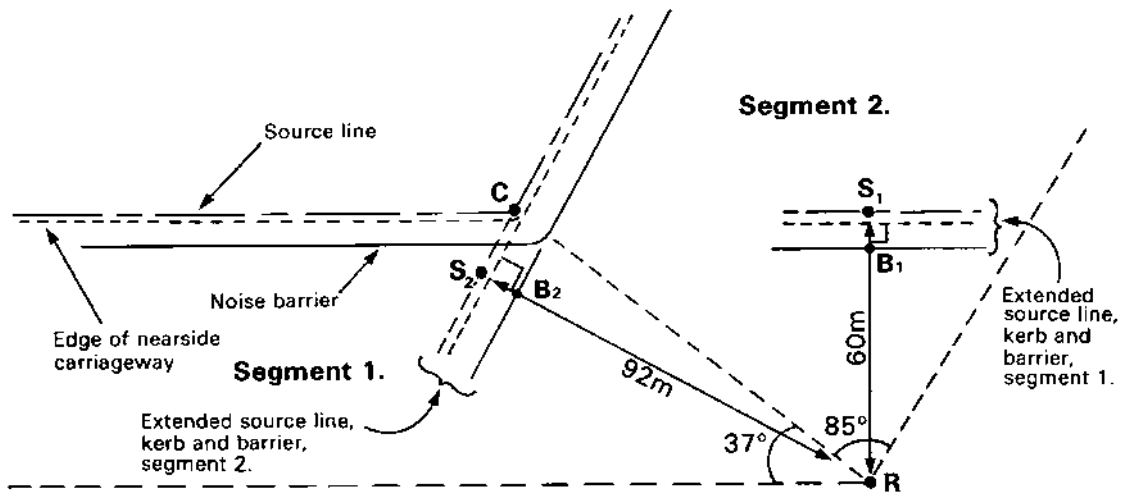 Segment 2.
Source line
C
S1
B1
S2
B2
Noise barrier
Edge of nearside
carriageway
Segment 1.
Extended source line,
kerb and barrier,
segment 2.
92m
60m
Extended
source line,
kerb and
barrier,
segment 1.
37°
85°
R